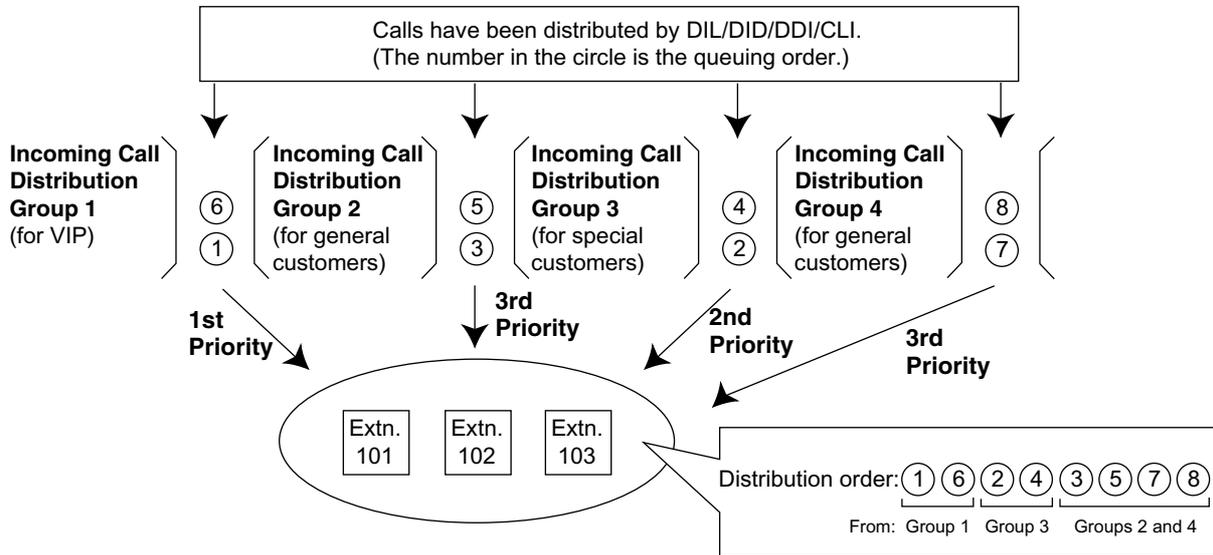 Calls have been distributed by DIL/DID/DDI/CLI.
(The number in the circle is the queuing order.)
Incoming Call
Distribution
Group 1
(for VIP)
6
1
Incoming Call
Distribution
Group 2
(for general
customers)
5
3
Incoming Call
Distribution
Group 3
(for special
customers)
4
2
Incoming Call
Distribution
Group 4
(for general
customers)
8
7
1st
Priority
3rd
Priority
2nd
Priority
3rd
Priority
Extn.
101
Extn.
102
Extn.
103
Distribution order: 1 6 2 4 3 5 7 8
From: Group 1 Group 3 Groups 2 and 4